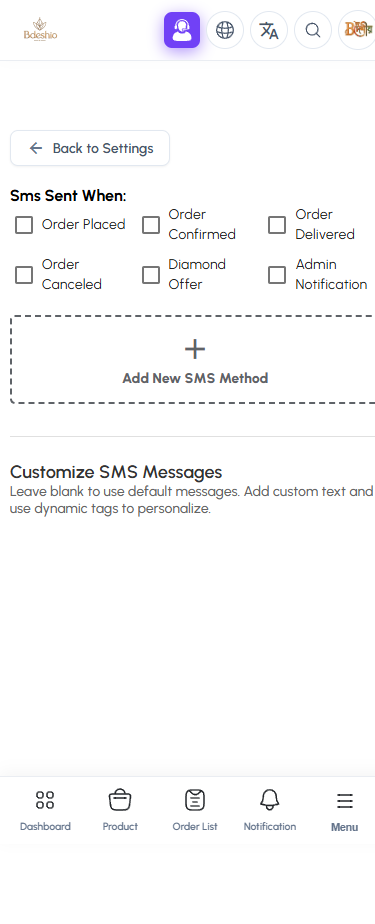 Bdeshio
Back to Settings
Sms Sent When:
Order Placed
Order
Confirmed
Order
Delivered
Order
Canceled
Diamond
Offer
Admin
Notification
Add New SMS Method
Customize SMS Messages
Leave blank to use default messages. Add custom text and
use dynamic tags to personalize.
Dashboard
Product
Order List
Notification
Menu